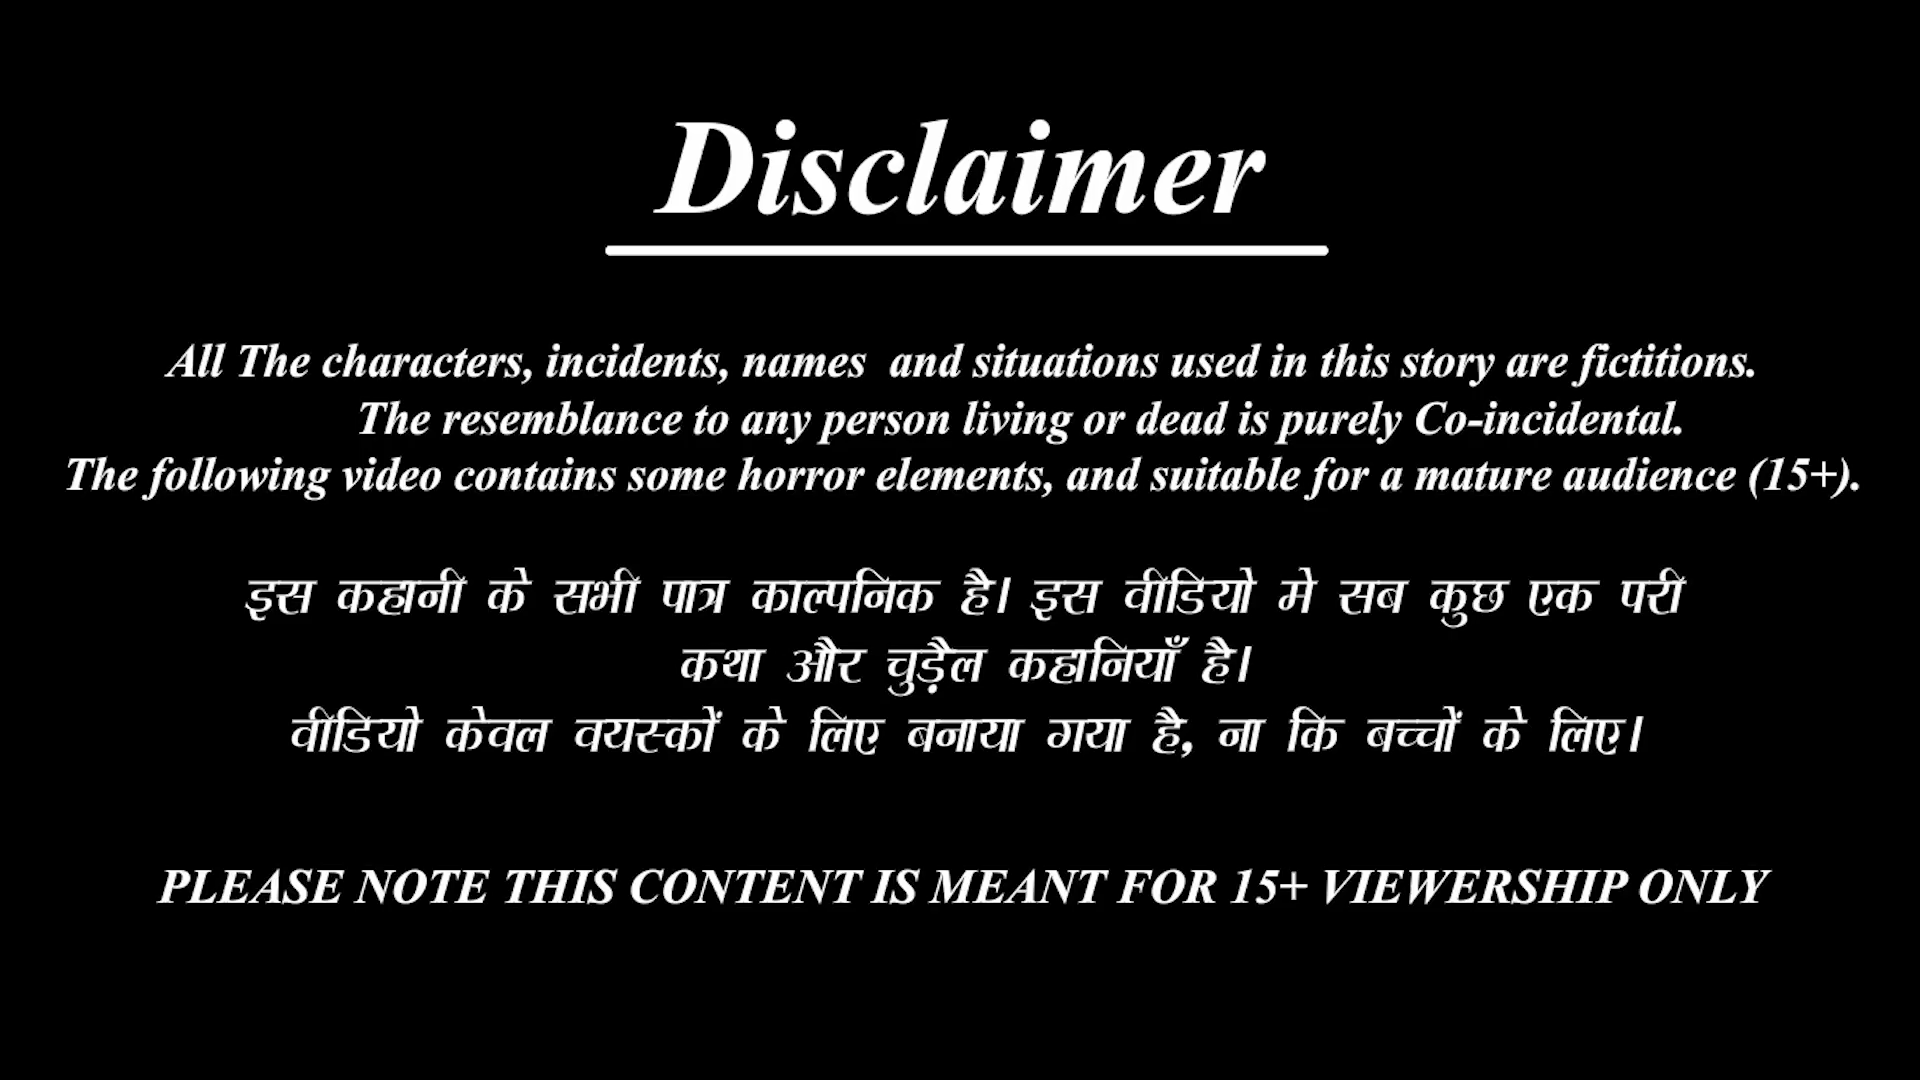 Disclaimer
All The characters, incidents, names  and situations used in this story are fictitions.
The resemblance to any person living or dead is purely Co-incidental.
The following video contains some horror elements, and suitable for a mature audience (15+).
इस कहानी के सभी पात्र काल्पनिक है। इस वीडियो मे सब कुछ एक परी
कथा और चुड़ैल कहानियाँ है।
वीडियो केवल वयस्कों के लिए बनाया गया है, ना कि बच्चों के लिए।
PLEASE NOTE THIS CONTENT IS MEANT FOR 15+ VIEWERSHIP ONLY